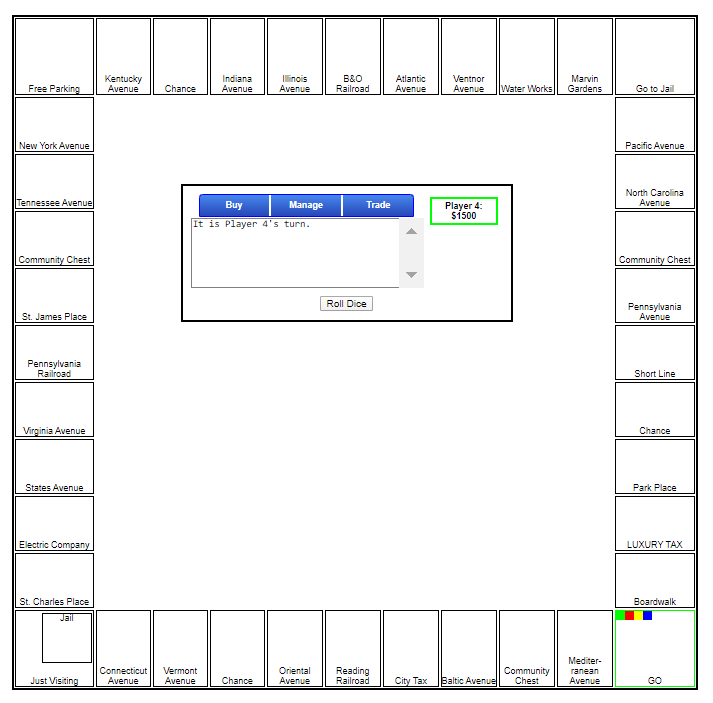 Free Parking
Kentucky
Avenue
Chance
Indiana
Avenue
Illinois
Avenue
B&O
Railroad
Atlantic
Avenue
Ventnor
Avenue
Water Works
Marvin
Gardens
Go to Jail
New York Avenue
Pacific Avenue
Tennessee Avenue
North Carolina
Avenue
Buy
Manage
Trade
Player 4:
$1500
It is Player 4's turn.
Roll Dice
Community Chest
Community Chest
St. James Place
Pennsylvania
Avenue
Pennsylvania
Railroad
Short Line
Virginia Avenue
Chance
States Avenue
Park Place
Electric Company
LUXURY TAX
St. Charles Place
Boardwalk
Jail
Just Visiting
Connecticut
Avenue
Vermont
Avenue
Chance
Oriental
Avenue
Reading
Railroad
City Tax
Baltic Avenue
Community
Chest
Mediter-
ranean
Avenue
GO